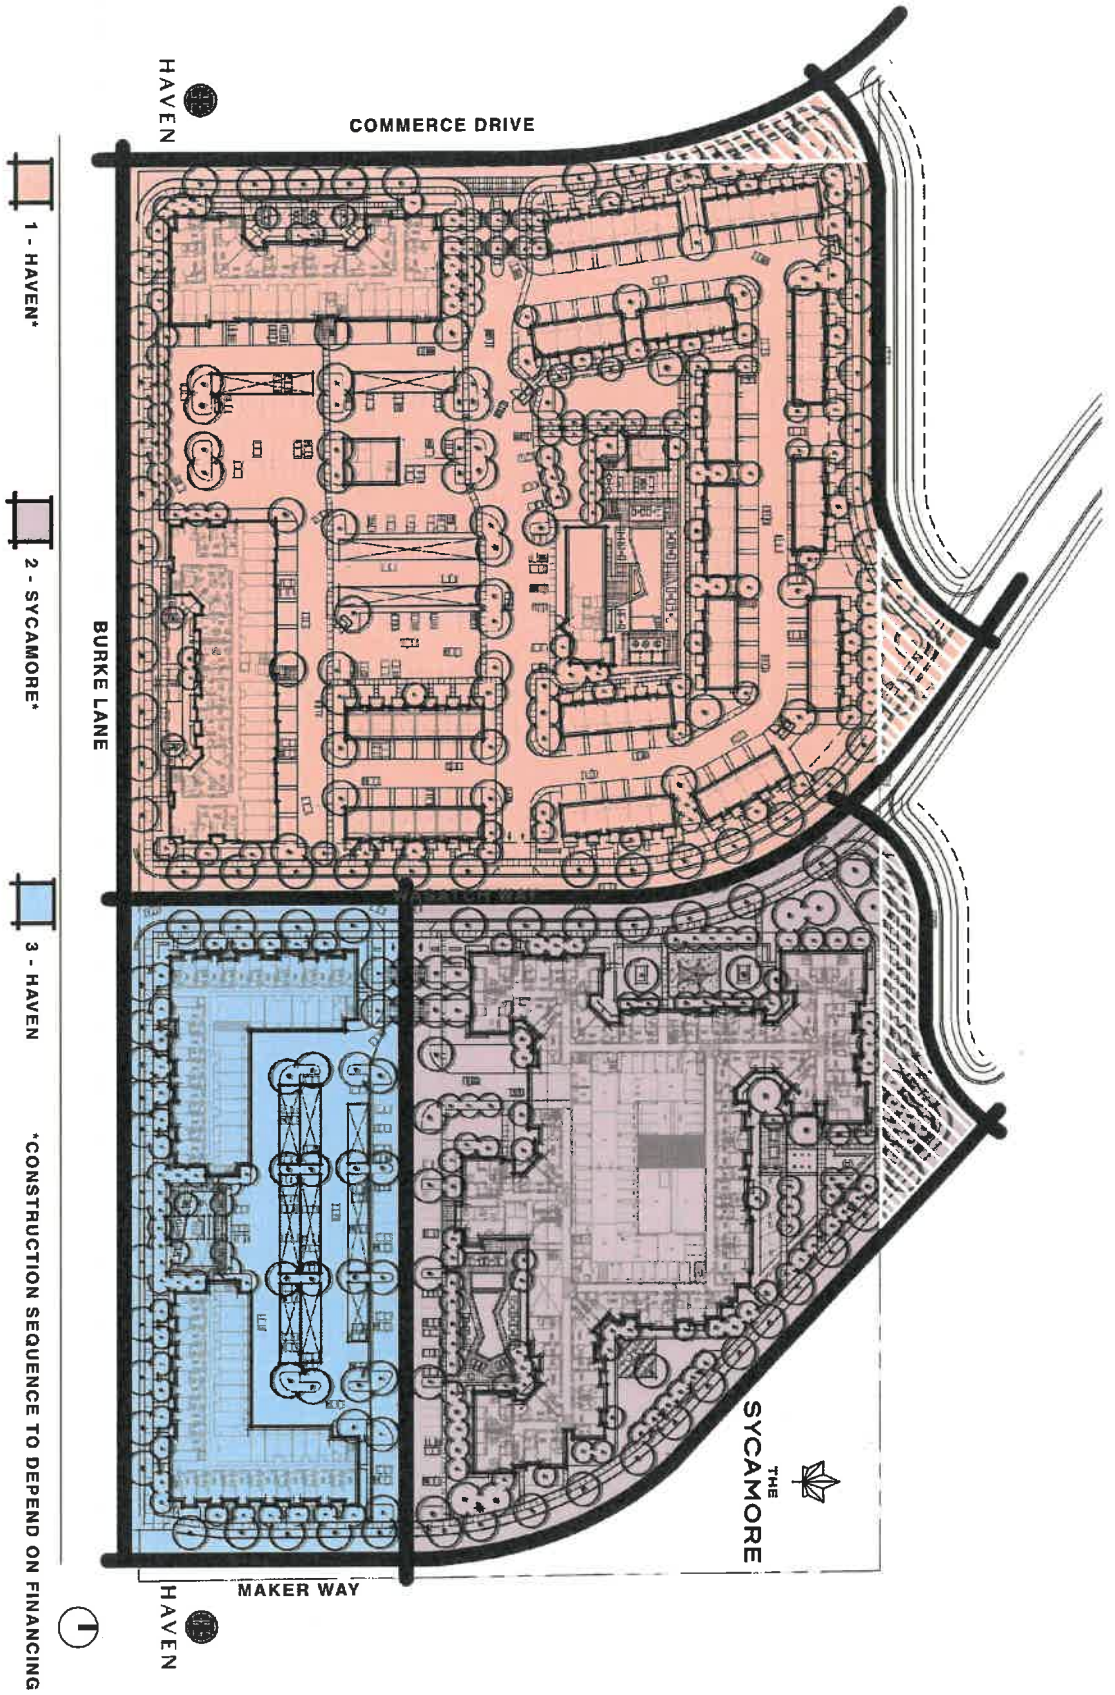 HAVEN
COMMERCE DRIVE
BURKE LANE
THE
SYCAMORE
MAKER WAY
HAVEN
1 - HAVEN*
2 - SYCAMORE*
3 - HAVEN
*CONSTRUCTION SEQUENCE TO DEPEND ON FINANCING